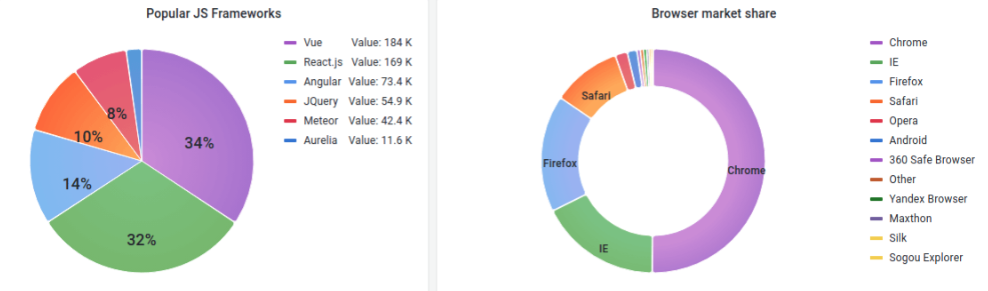 Popular JS Frameworks
Vue Value: 184 K
React.js Value: 169 K
Angular Value: 73.4 K
JQuery Value: 54.9 K
Meteor Value: 42.4 K
Aurelia Value: 11.6 K
8%
10%
34%
14%
32%
Browser market share
Safari
Firefox
Chrome
IE
Chrome
IE
Firefox
Safari
Opera
Android
360 Safe Browser
Other
Yandex Browser
Maxthon
Silk
Sogou Explorer